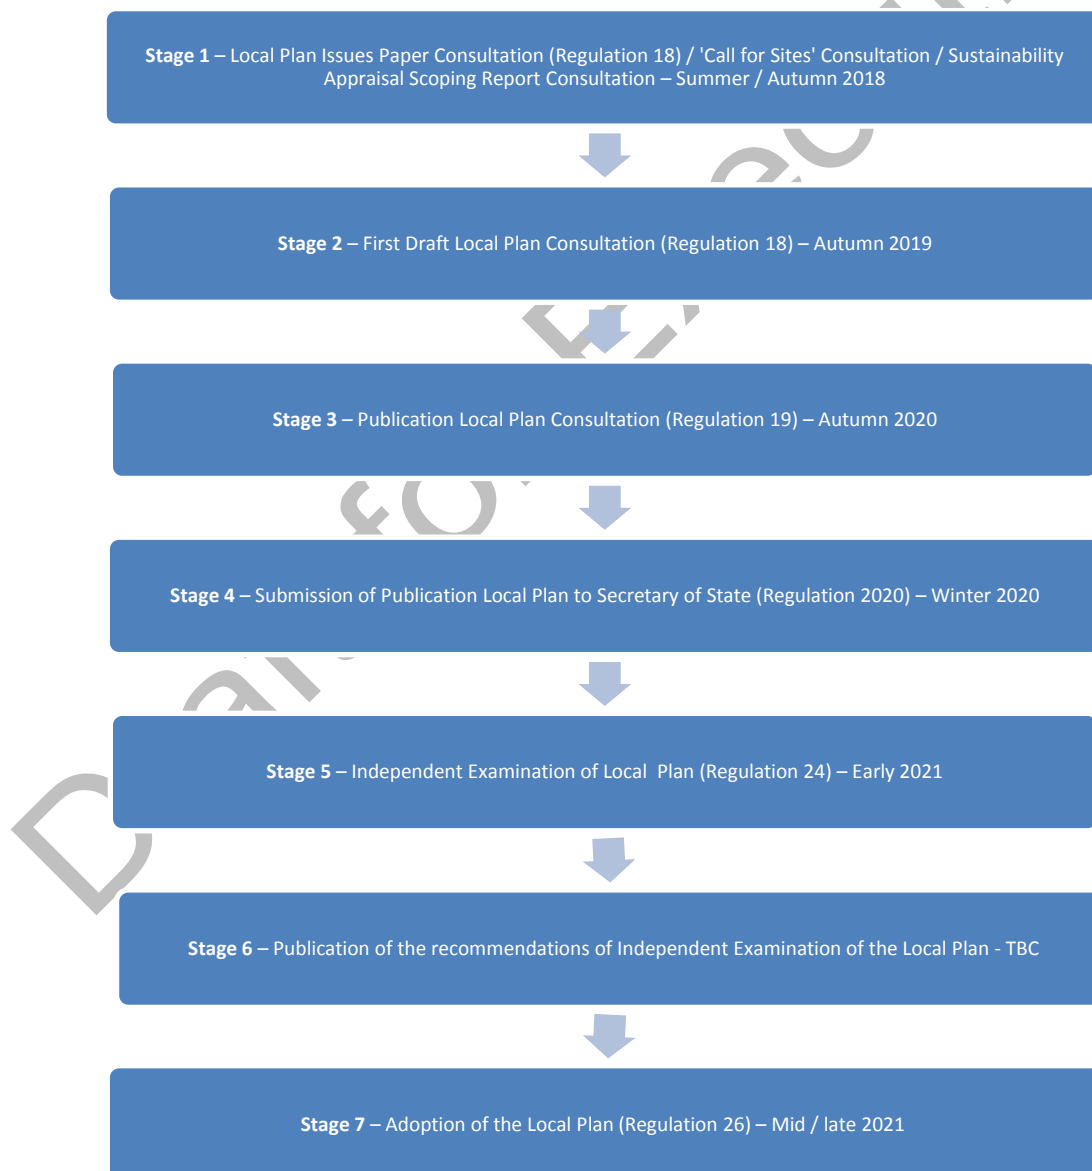 Stage 1 – Local Plan Issues Paper Consultation (Regulation 18) / 'Call for Sites' Consultation / Sustainability
Appraisal Scoping Report Consultation – Summer / Autumn 2018
Stage 2 – First Draft Local Plan Consultation (Regulation 18) – Autumn 2019
Stage 3 – Publication Local Plan Consultation (Regulation 19) – Autumn 2020
Stage 4 – Submission of Publication Local Plan to Secretary of State (Regulation 2020) – Winter 2020
Stage 5 – Independent Examination of Local  Plan (Regulation 24) – Early 2021
Stage 6 – Publication of the recommendations of Independent Examination of the Local Plan - TBC
Stage 7 – Adoption of the Local Plan (Regulation 26) – Mid / late 2021